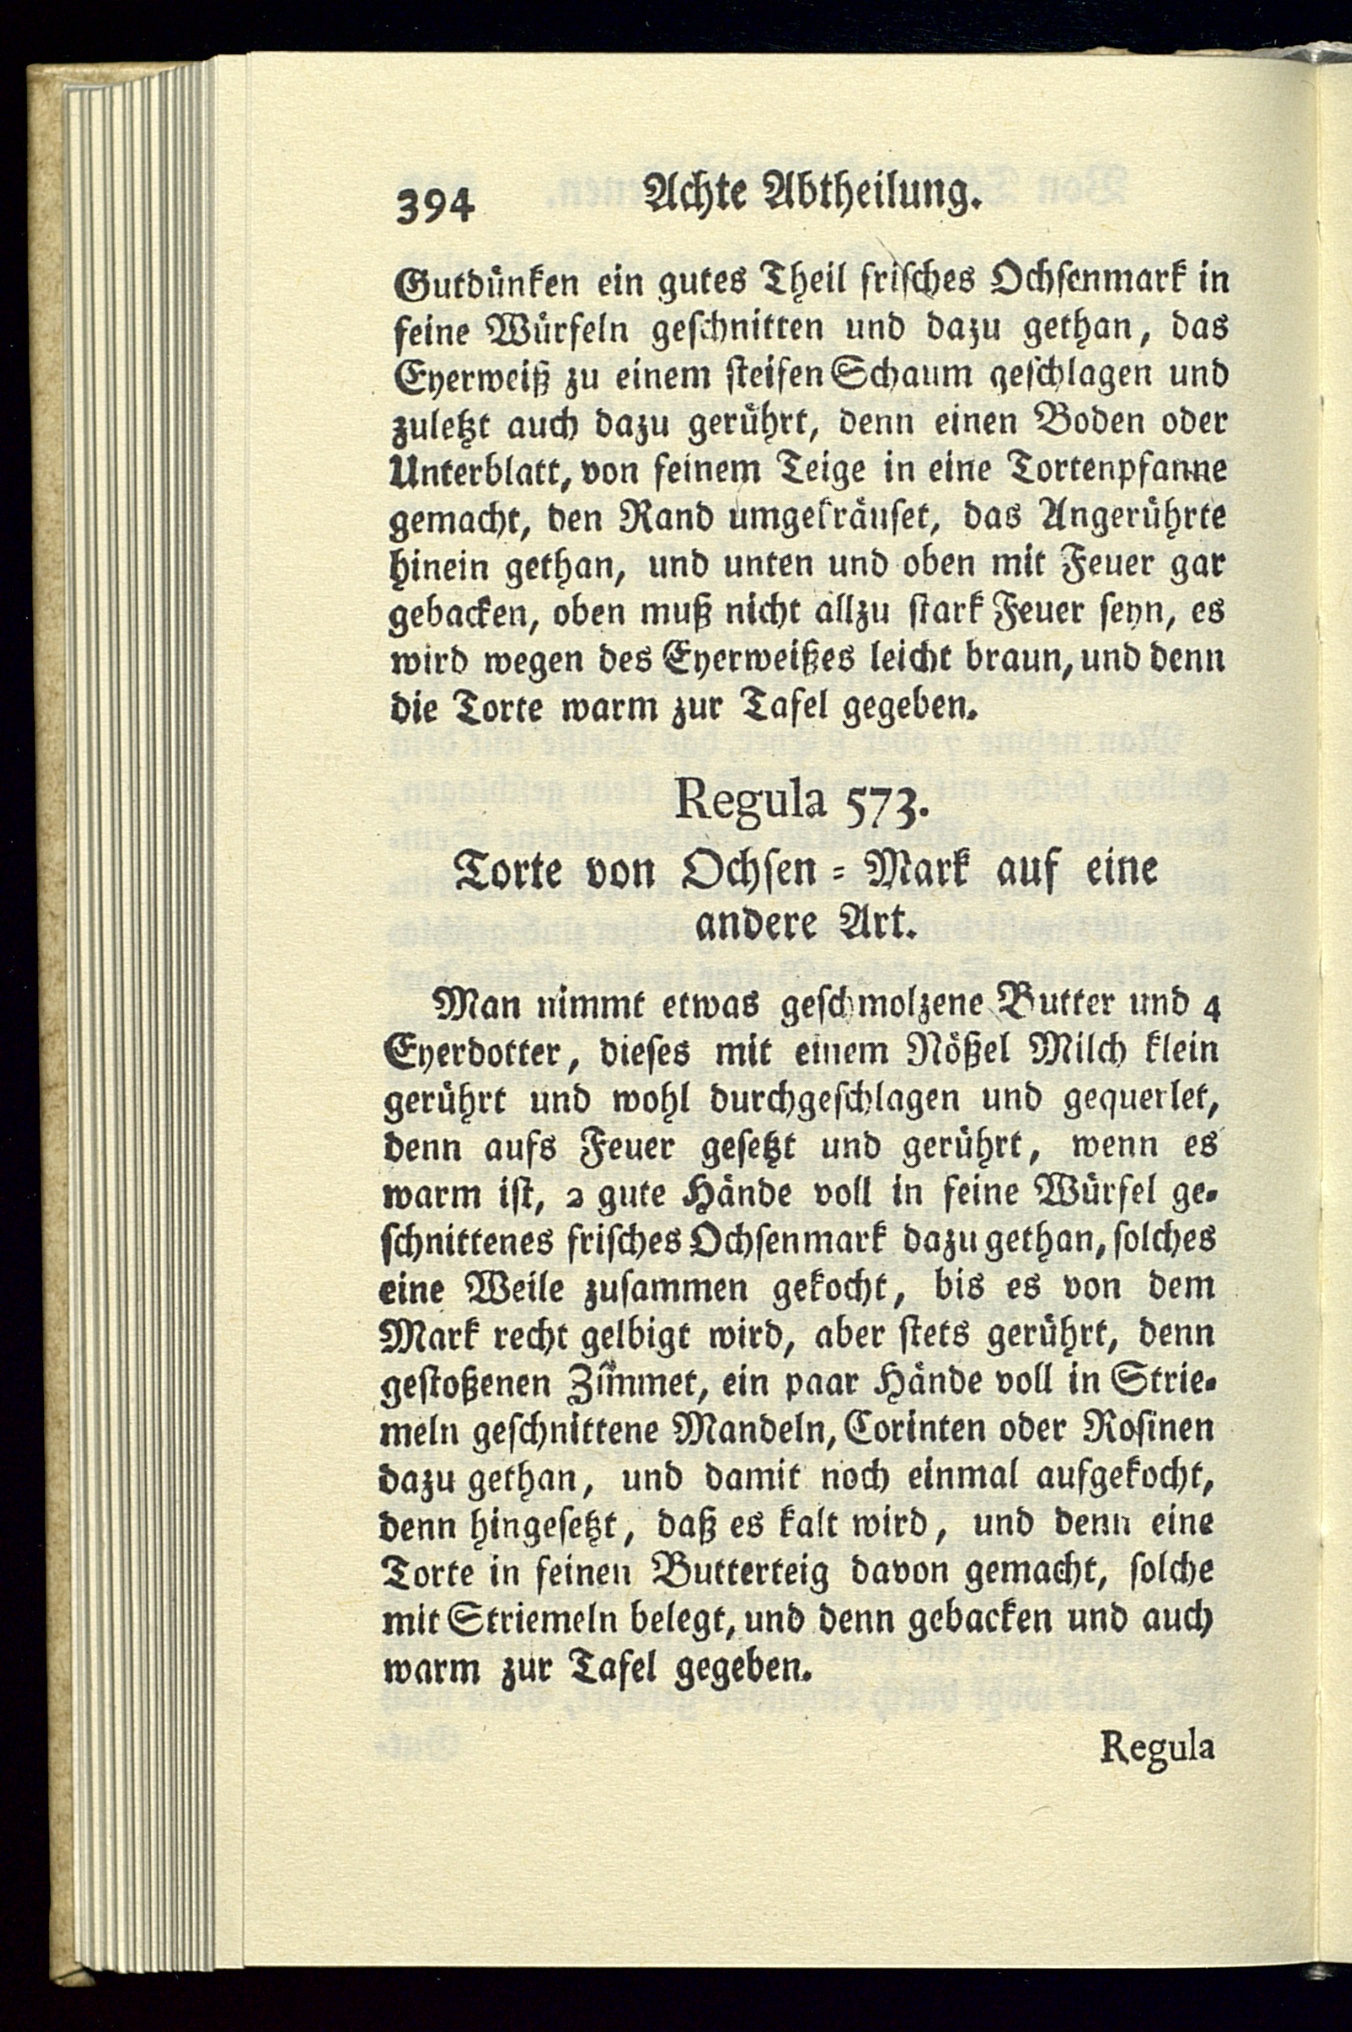 394 Achte Abtheilung.
Gutdünken ein gutes Theil frisches Ochsenmark in
feine Würfeln geschnitten und dazu gethan, das
Eyerweiß zu einem steifen Schaum geschlagen und
zuletzt auch dazu gerührt, denn einen Boden oder
Unterblatt, von feinem Teige in eine Tortenpfanne
gemacht, den Rand umgekräuset, das Angerührte
hinein gethan, und unten und oben mit Feuer gar
gebacken, oben muß nicht allzu stark Feuer seyn, es
wird wegen des Eyerweißes leicht braun, und denn
die Torte warm zur Tafel gegeben.
Regula 573.
Torte von Ochsen-Mark auf eine
andere Art.
Man nimmt etwas geschmolzene Butter und 4
Eyerdotter, dieses mit einem Nößel Milch klein
gerührt und wohl durchgeschlagen und gequerlet,
denn aufs Feuer gesetzt und gerührt, wenn es
warm ist, 2 gute Hände voll in feine Würfel ge-
schnittenes frisches Ochsenmark dazu gethan, solches
eine Weile zusammen gekocht, bis es von dem
Mark recht gelbigt wird, aber stets gerührt, denn
gestoßenen Zimmet, ein paar Hände voll in Strie-
meln geschnittene Mandeln, Corinten oder Rosinen
dazu gethan, und damit noch einmal aufgekocht,
denn hingesetzt, daß es kalt wird, und denn eine
Torte in feinen Butterteig davon gemacht, solche
mit Striemeln belegt, und denn gebacken und auch
warm zur Tafel gegeben.
Regula